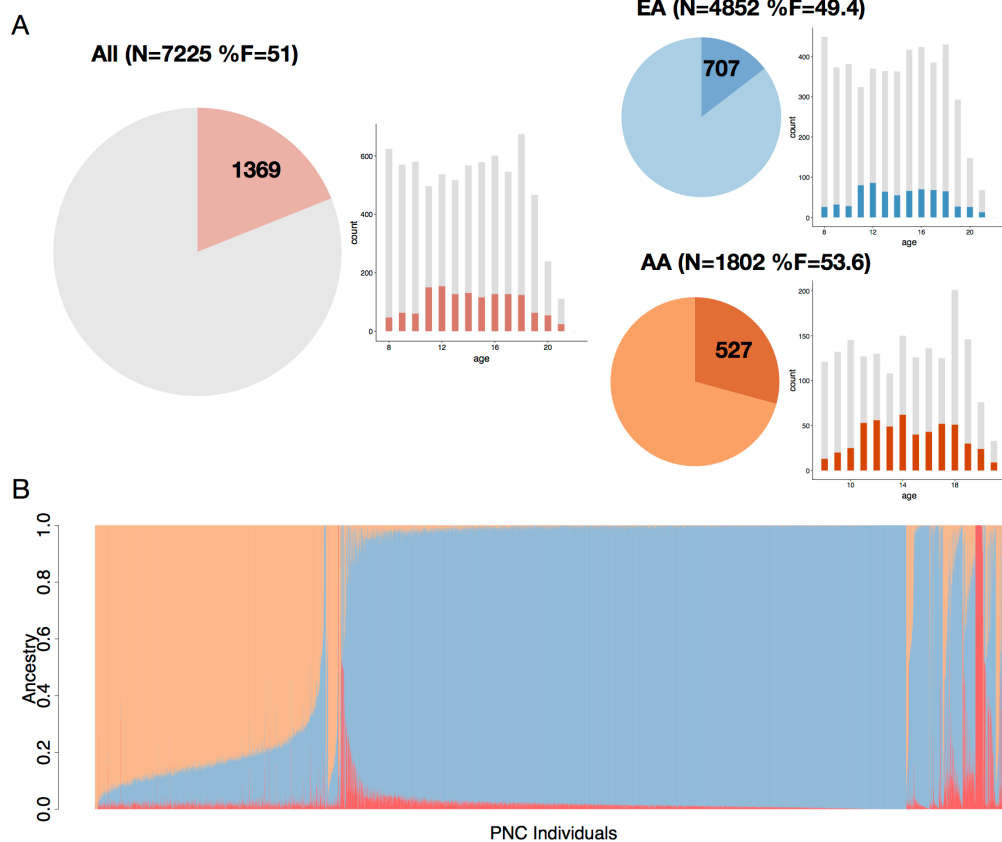 A
All (N=7225 %F=51)
1369
count
600
400
200
0
8 12 16 20
age
EA (N=4852 %F=49.4)
707
count
400
300
200
100
0
8 12 16 20
age
AA (N=1802 %F=53.6)
527
count
200
150
100
50
0
10 14 18
age
B
Ancestry
1.0
0.8
0.6
0.4
0.2
0.0
PNC Individuals